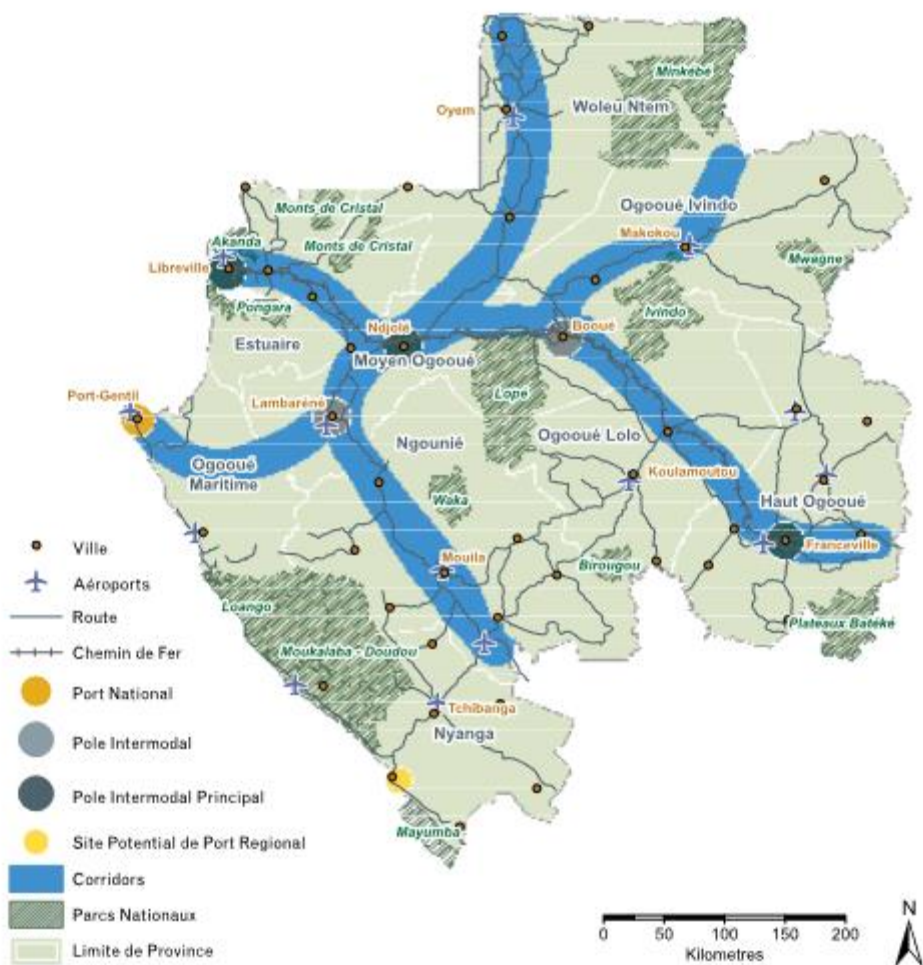 Minkébé
Oyem
Woleu Ntem
Monts de Cristal
Ogooué Ivindo
Akanda
Monts de Cristal
Makokou
Mwagne
Libreville
Pongara
Ivindo
Ndjolé
Booué
Estuaire
Moyen Ogooué
Port-Gentil
Lopé
Lambaréné
Ngounié
Ogooué Lolo
Ogooué
Maritime
Koulamoutou
Waka
Haut Ogooué
Franceville
Mouila
Birougou
Loango
Plateaux Batéké
Moukalaba - Doudou
Tchibanga
Nyanga
Mayumba
Ville
Aéroports
Route
Chemin de Fer
Port National
Pole Intermodal
Pole Intermodal Principal
Site Potential de Port Regional
Corridors
Parcs Nationaux
Limite de Province
0 50 100 150 200
Kilometres
N